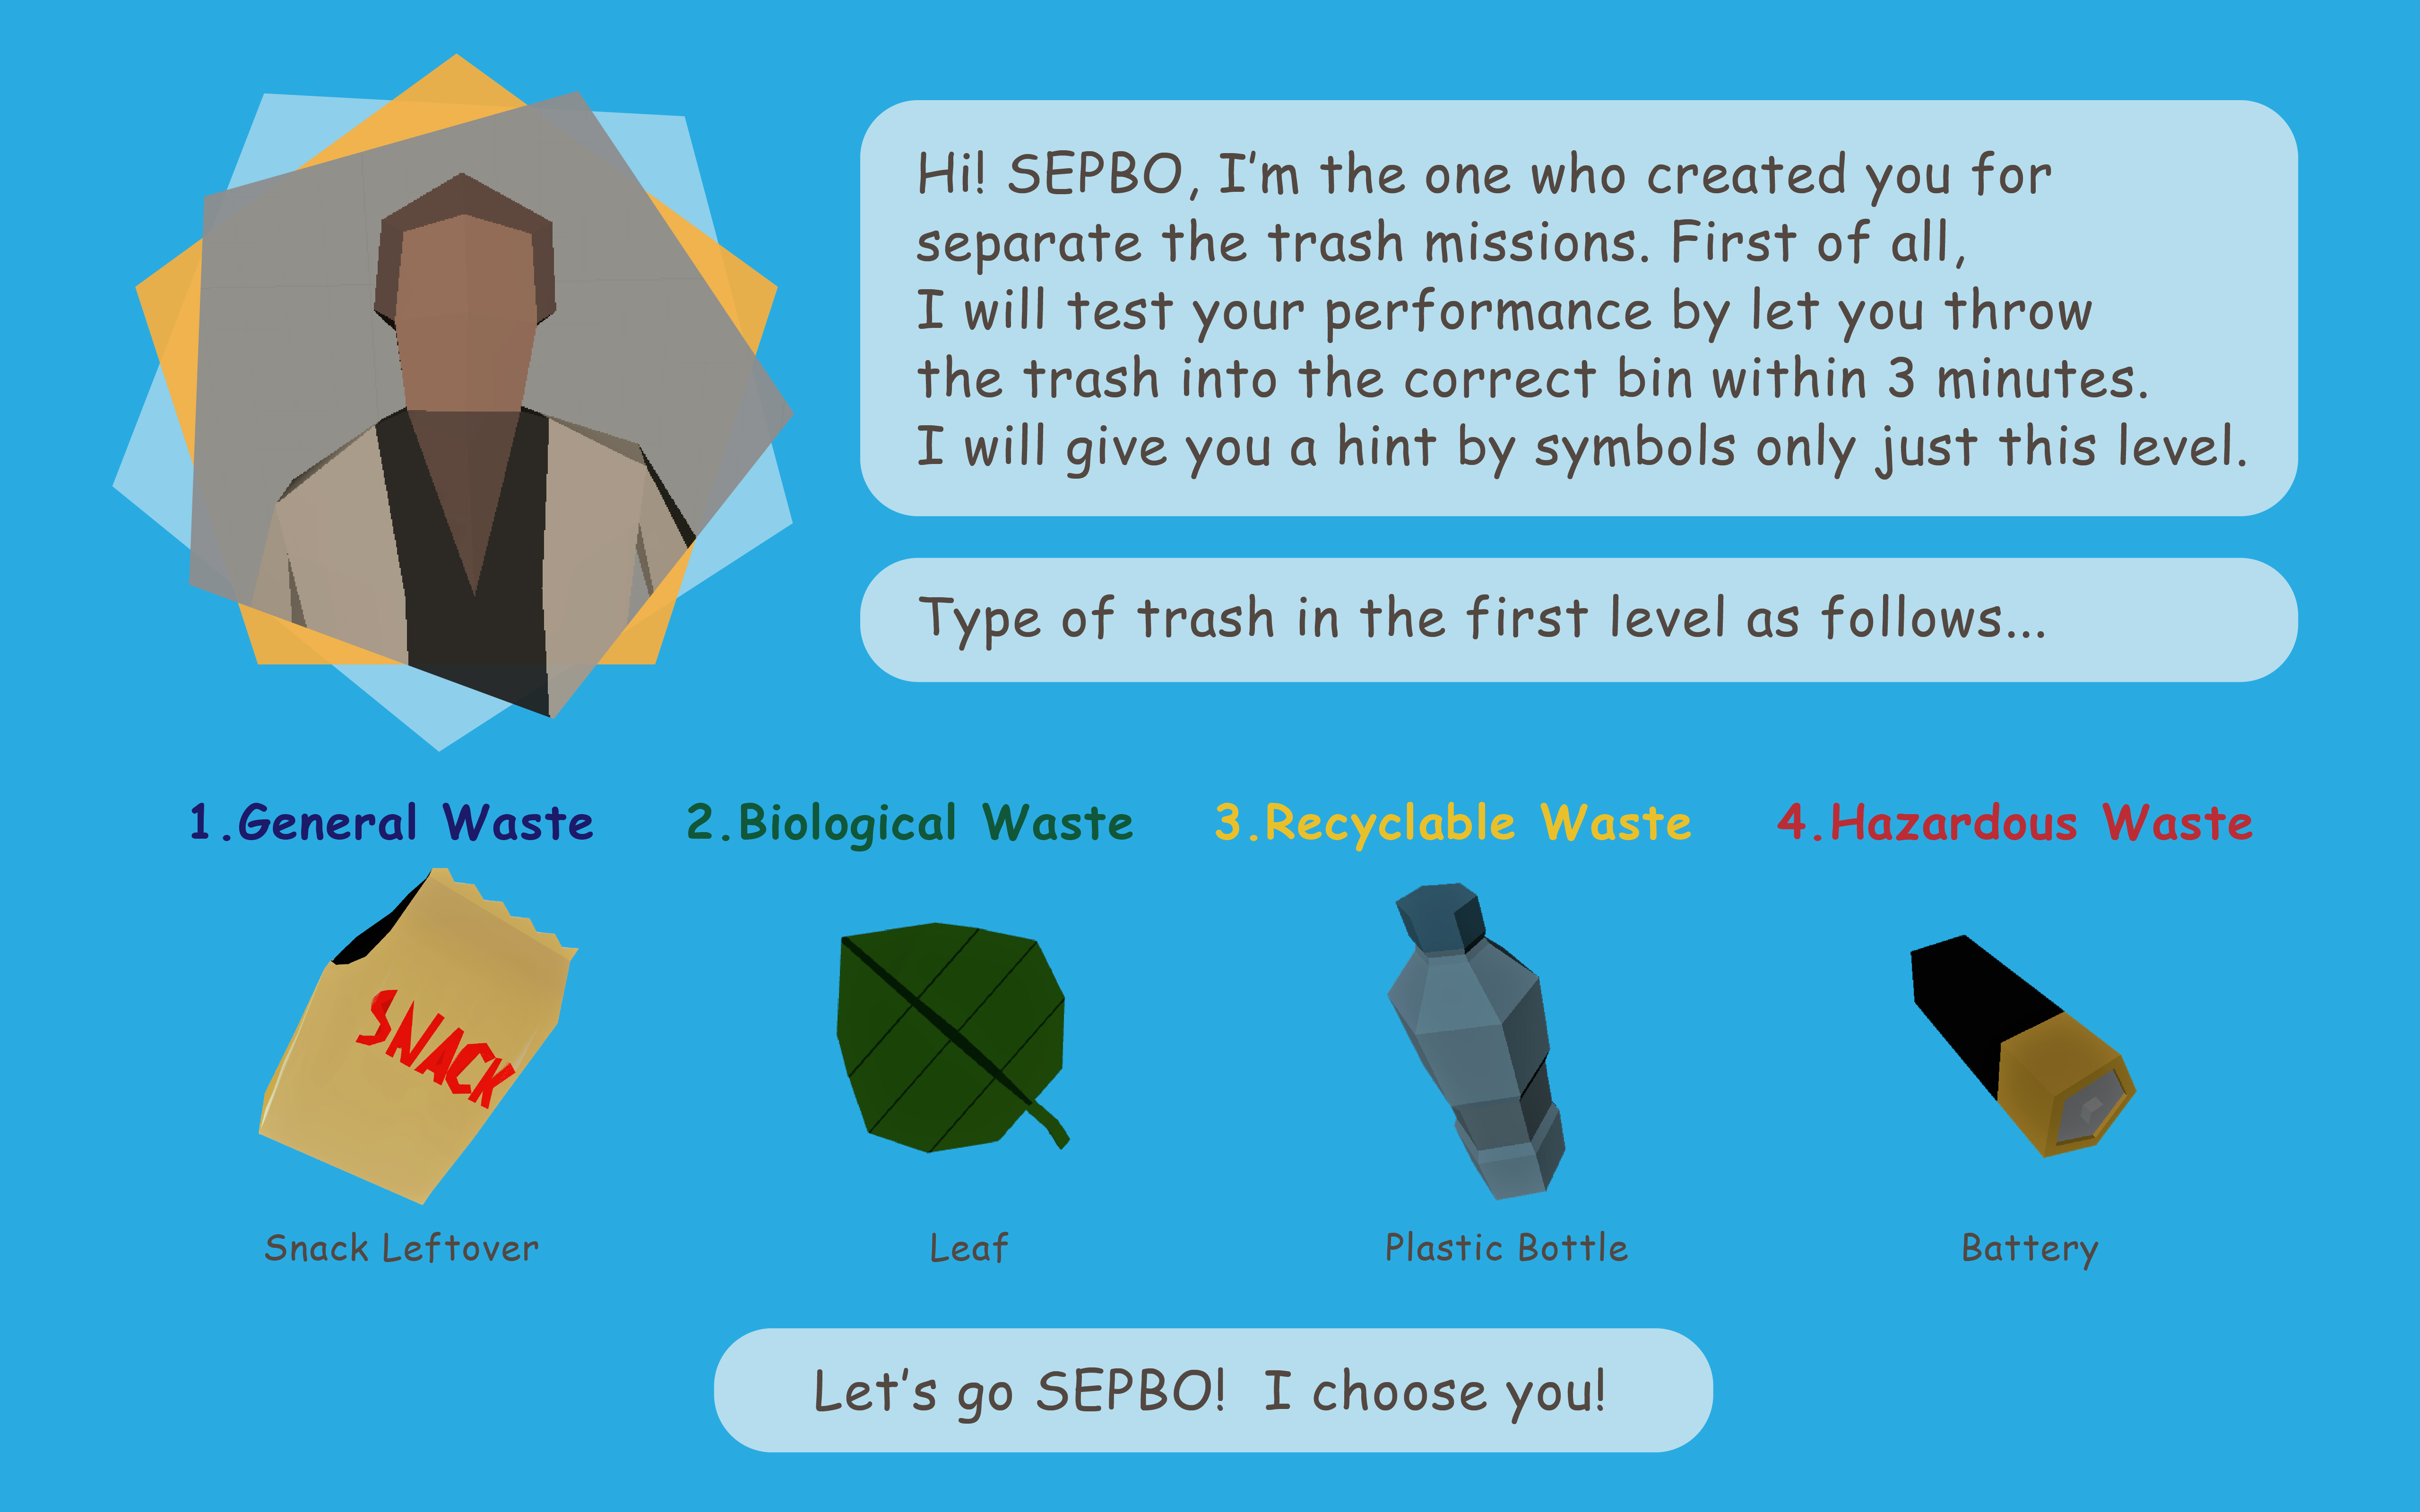 Hi! SEPBO, I'm the one who created you for
separate the trash missions. First of all,
I will test your performance by let you throw
the trash into the correct bin within 3 minutes.
I will give you a hint by symbols only just this level.
Type of trash in the first level as follows...
1.General Waste
2.Biological Waste
3.Recyclable Waste
4.Hazardous Waste
SNACK
Snack Leftover
Leaf
Plastic Bottle
Battery
Let's go SEPBO!  I choose you!